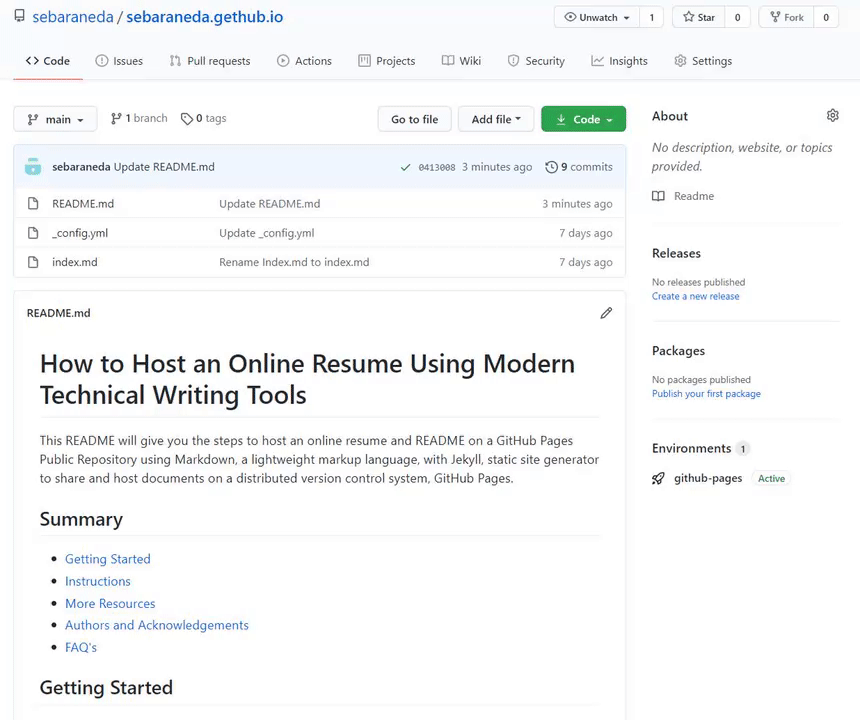 sebaraneda / sebaraneda.gethub.io
Unwatch 1 Star 0 Fork 0
Code Issues Pull requests Actions Projects Wiki Security Insights Settings
main 1 branch 0 tags Go to file Add file Code
sebaraneda Update README.md 0413008 3 minutes ago 9 commits
README.md Update README.md 3 minutes ago
_config.yml Update _config.yml 7 days ago
index.md Rename Index.md to index.md 7 days ago
README.md
How to Host an Online Resume Using Modern
Technical Writing Tools
This README will give you the steps to host an online resume and README on a GitHub Pages
Public Repository using Markdown, a lightweight markup language, with Jekyll, static site generator
to share and host documents on a distributed version control system, GitHub Pages.
Summary
Getting Started
Instructions
More Resources
Authors and Acknowledgements
FAQ's
Getting Started
About
No description, website, or topics
provided.
Readme
Releases
No releases published
Create a new release
Packages
No packages published
Publish your first package
Environments 1
github-pages Active